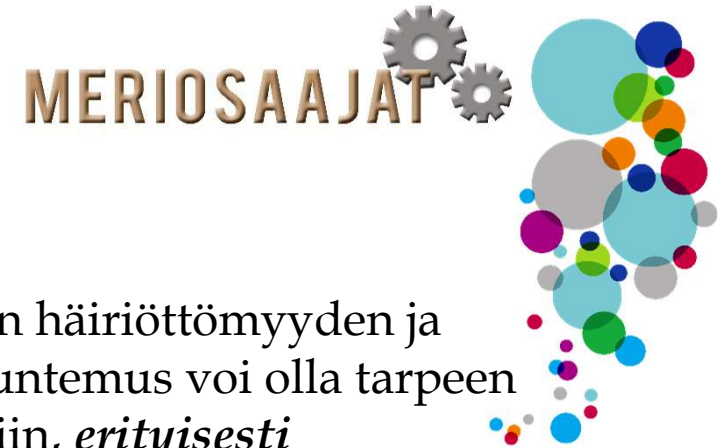 MERIOSAAJAT
n häiriöttömyyden ja
untemus voi olla tarpeen
iin, erityisesti